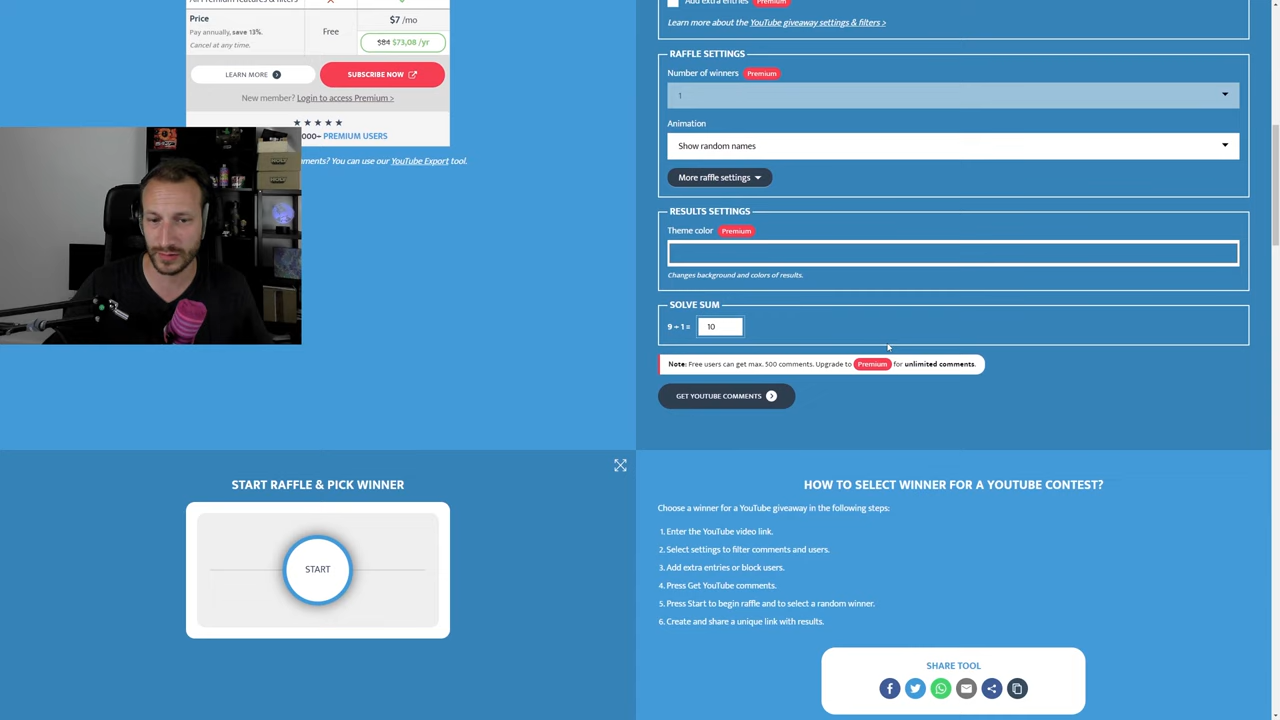 All Premium features & filters
Price
Pay annually, save 13%.
Cancel at any time.
Free
$7 /mo
$84 $73,08 /yr
LEARN MORE
SUBSCRIBE NOW
New member? Login to access Premium >
000+ PREMIUM USERS
mments? You can use our YouTube Export tool.
Add extra entries Premium
Learn more about the YouTube giveaway settings & filters >
RAFFLE SETTINGS
Number of winners Premium
1
Animation
Show random names
More raffle settings
RESULTS SETTINGS
Theme color Premium
Changes background and colors of results.
SOLVE SUM
9 + 1 = 10
Note: Free users can get max. 500 comments. Upgrade to Premium for unlimited comments.
GET YOUTUBE COMMENTS
START RAFFLE & PICK WINNER
START
HOW TO SELECT WINNER FOR A YOUTUBE CONTEST?
Choose a winner for a YouTube giveaway in the following steps:
1. Enter the YouTube video link.
2. Select settings to filter comments and users.
3. Add extra entries or block users.
4. Press Get YouTube comments.
5. Press Start to begin raffle and to select a random winner.
6. Create and share a unique link with results.
SHARE TOOL